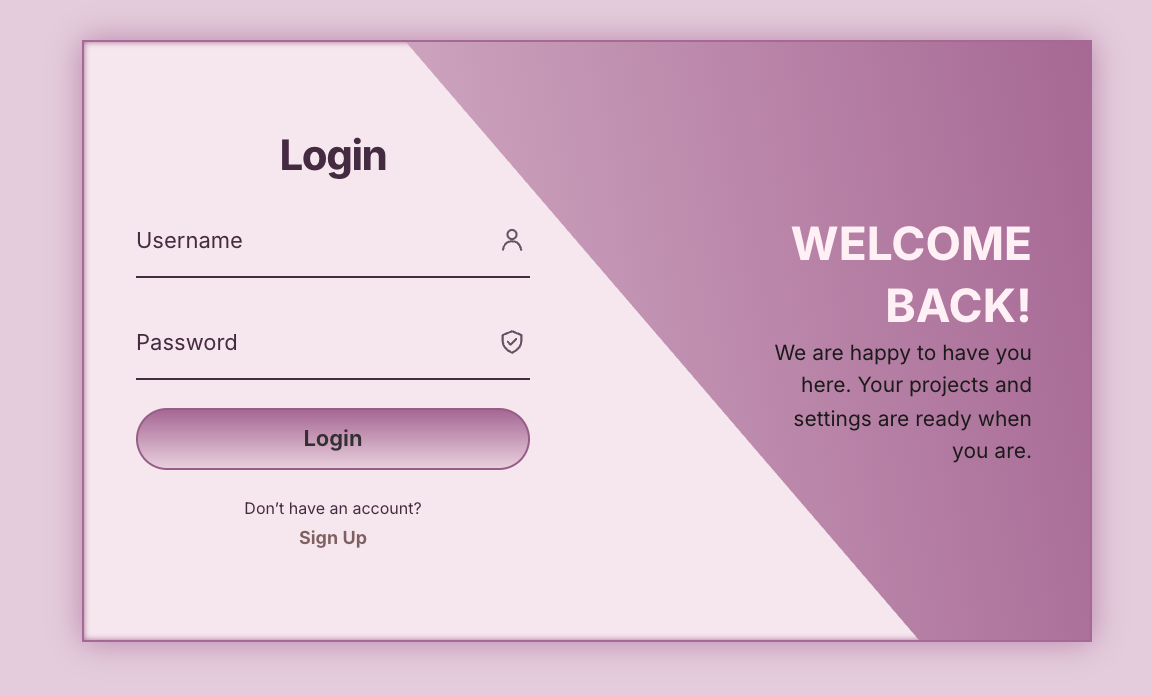 Login
Username
Password
Login
Don’t have an account?
Sign Up
WELCOME
BACK!
We are happy to have you
here. Your projects and
settings are ready when
you are.